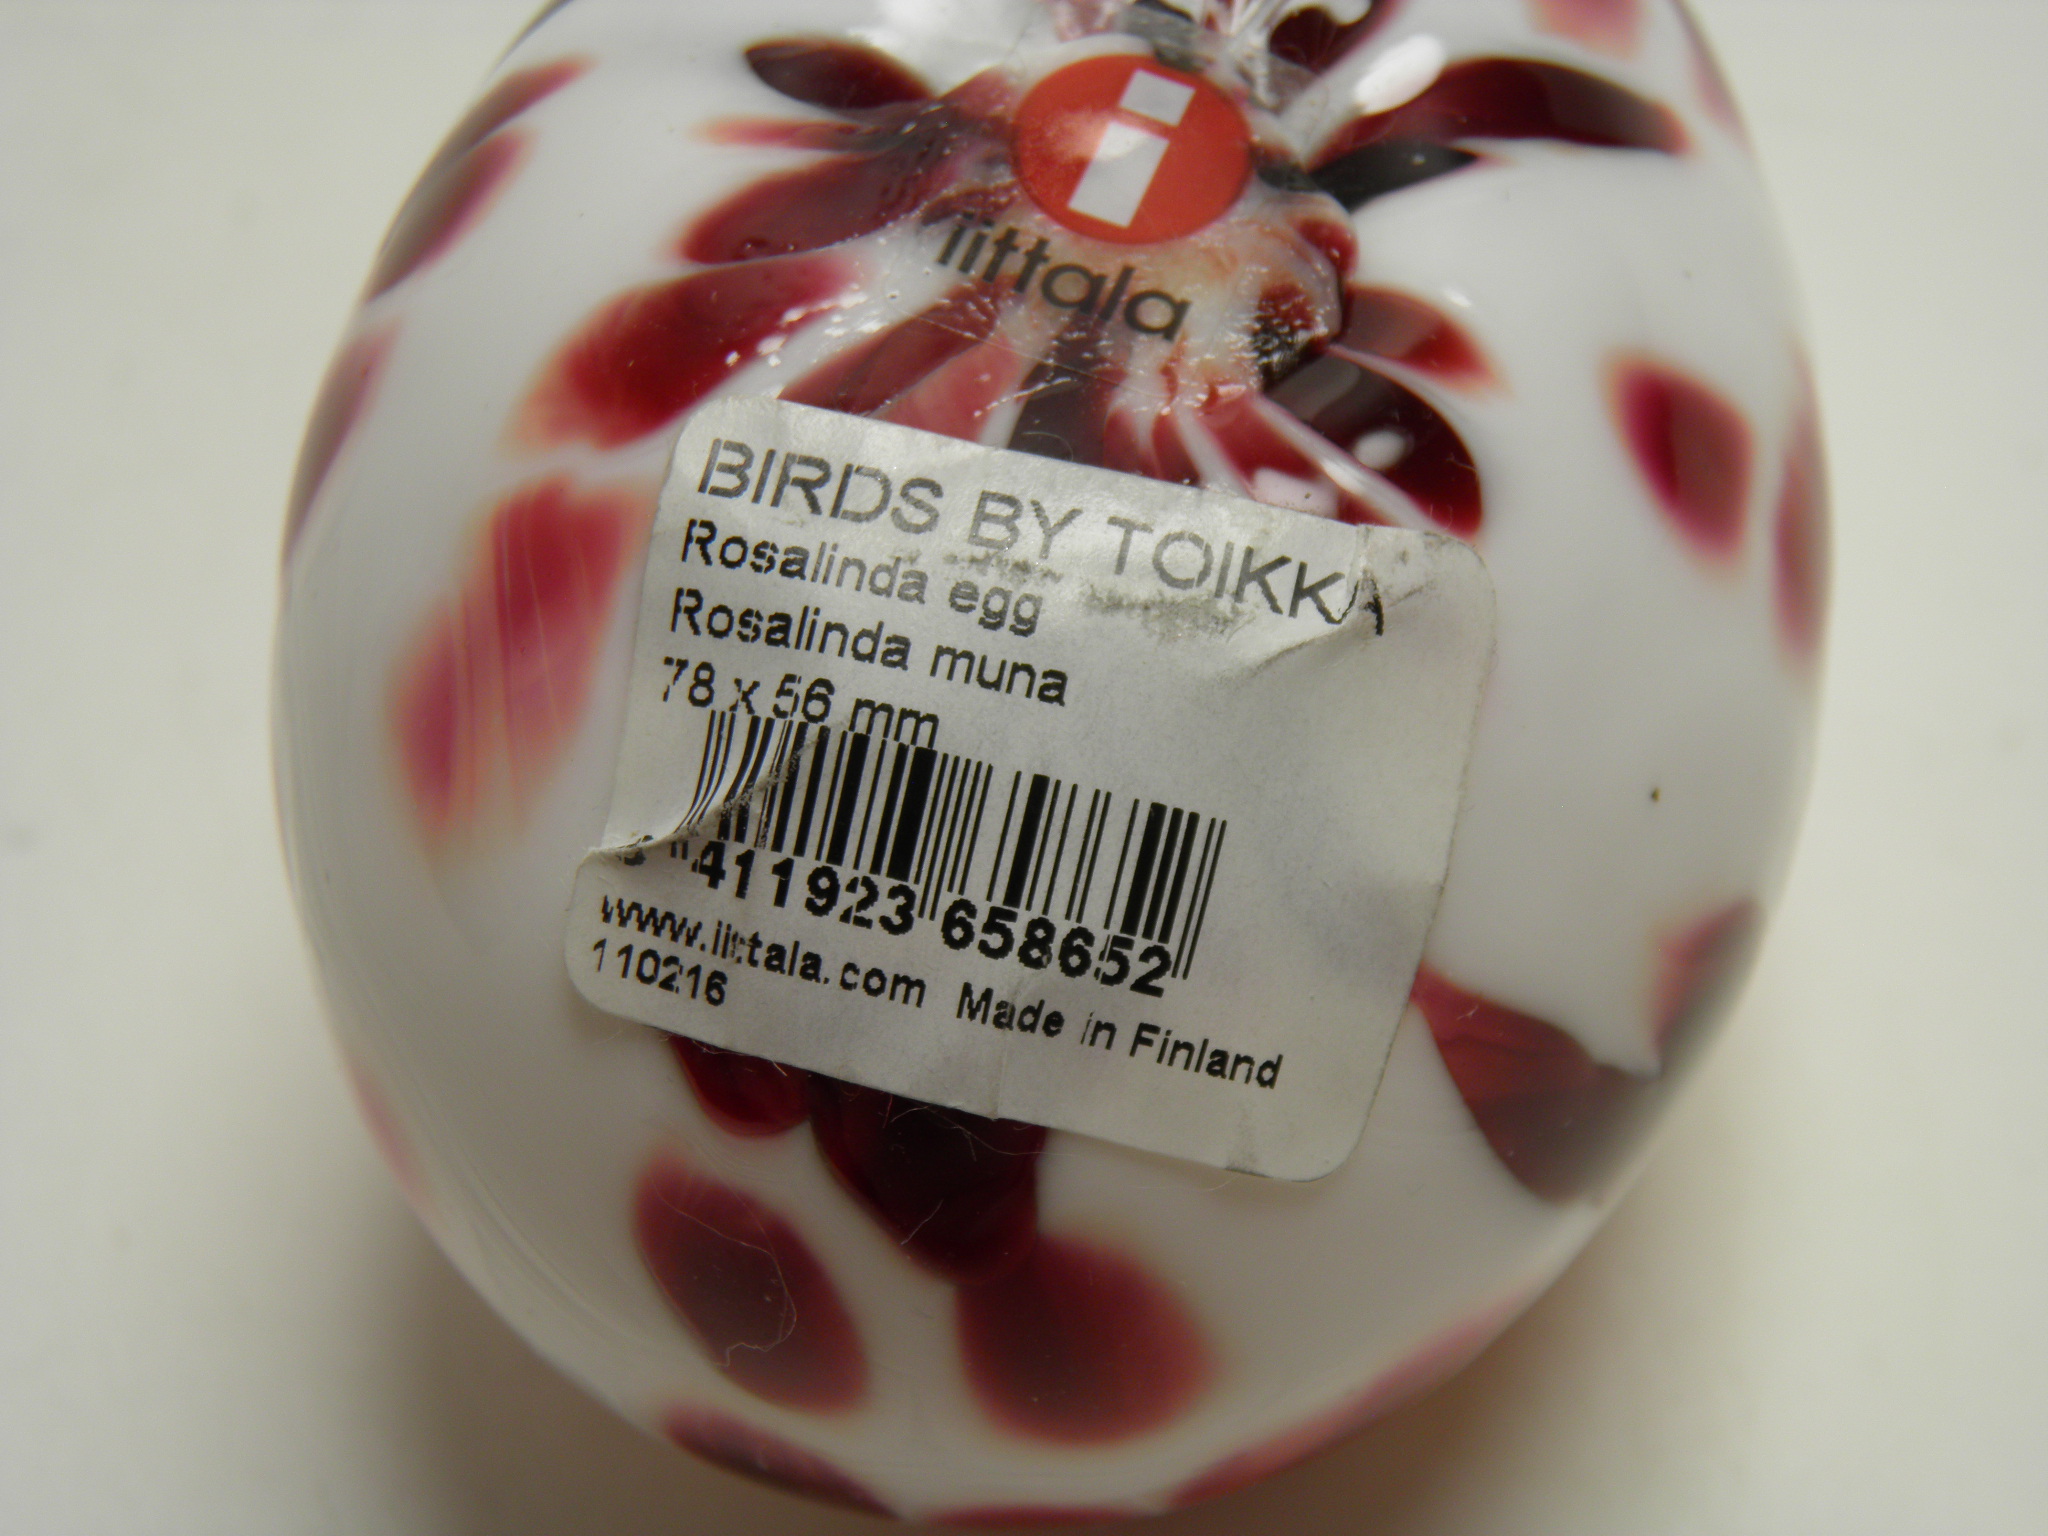 i
iittala
BIRDS BY TOIKKA
Rosalinda egg
Rosalinda muna
78 x 56 mm
411923 658652
www.iittala.com Made in Finland
110216